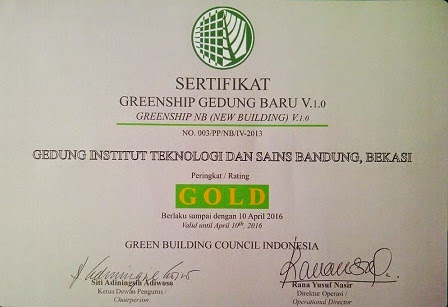 SERTIFIKAT
GREENSHIP GEDUNG BARU V.1.0
GREENSHIP NB (NEW BUILDING) V.1.0
NO. 003/PP/NB/IV-2013
GEDUNG INSTITUT TEKNOLOGI DAN SAINS BANDUNG, BEKASI
Peringkat / Rating
GOLD
Berlaku sampai dengan 10 April 2016
Valid until April 10th, 2016
GREEN BUILDING COUNCIL INDONESIA
Siti Adiningsih Adiwoso
Ketua Dewan Pengurus /
Chairperson
Rana Yusuf Nasir
Direktur Operasi /
Operational Director